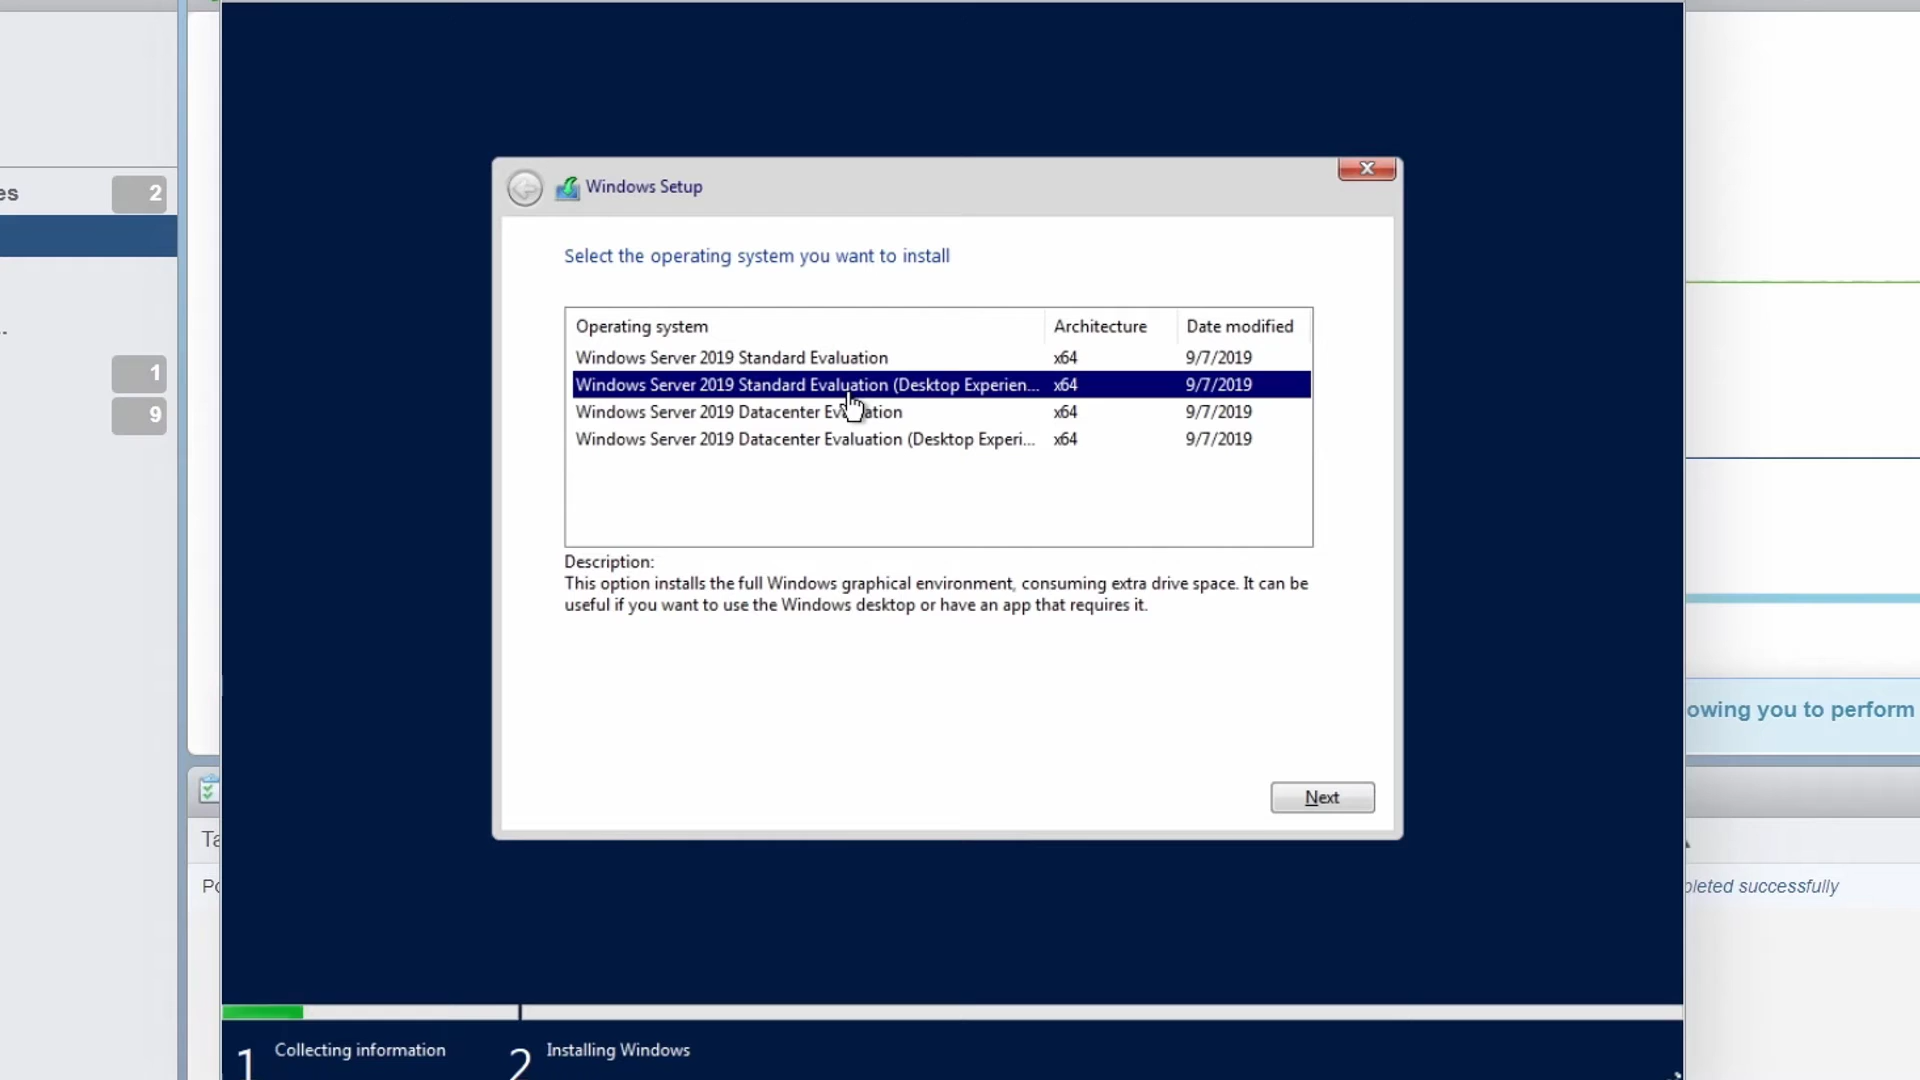 es 2
..
1
9
Windows Setup
Select the operating system you want to install
Operating system Architecture Date modified
Windows Server 2019 Standard Evaluation x64 9/7/2019
Windows Server 2019 Standard Evaluation (Desktop Experien... x64 9/7/2019
Windows Server 2019 Datacenter Evaluation x64 9/7/2019
Windows Server 2019 Datacenter Evaluation (Desktop Experi... x64 9/7/2019
Description:
This option installs the full Windows graphical environment, consuming extra drive space. It can be
useful if you want to use the Windows desktop or have an app that requires it.
owing you to perform
Next
Ta
Po
pleted successfully
1 Collecting information 2 Installing Windows